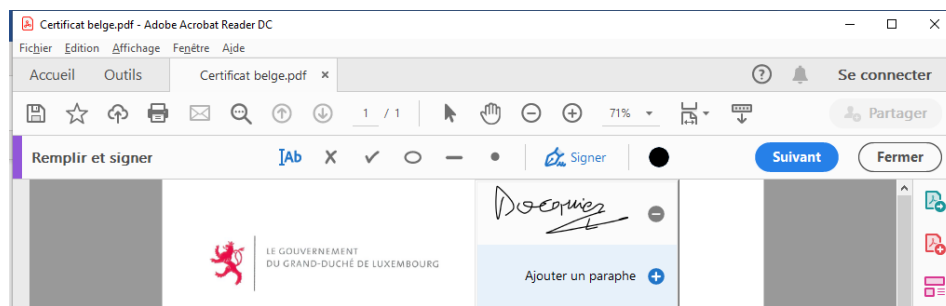 Certificat belge.pdf - Adobe Acrobat Reader DC
Fichier Edition Affichage Fenêtre Aide
Accueil Outils Certificat belge.pdf × ? Se connecter
1 / 1 71% Partager
Remplir et signer Ab Signer Suivant Fermer
Docquier
LE GOUVERNEMENT
DU GRAND-DUCHÉ DE LUXEMBOURG
Ajouter un paraphe